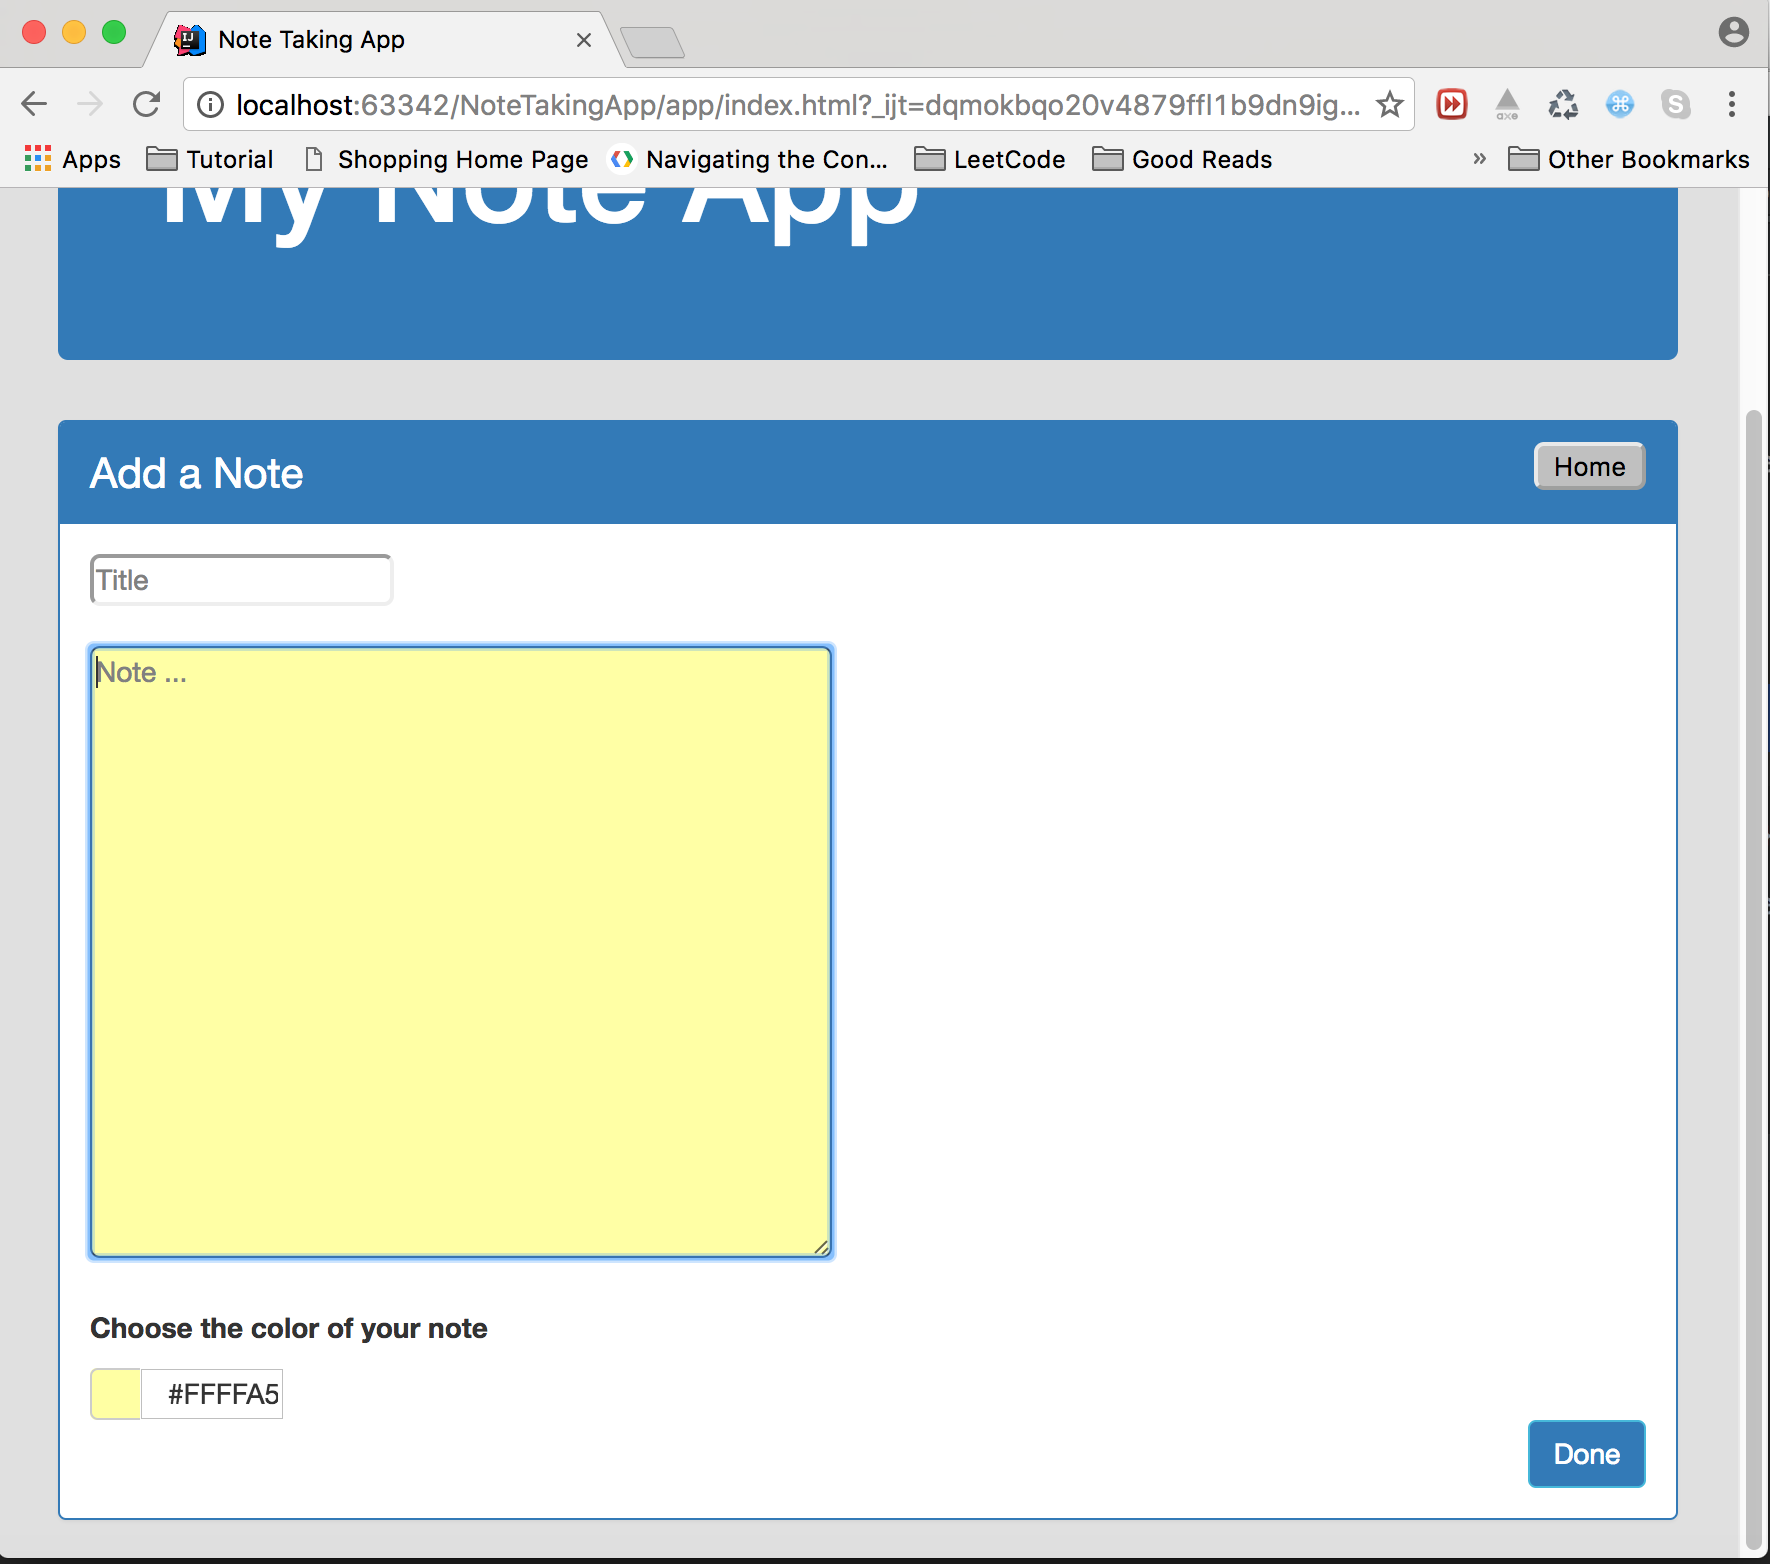 Note Taking App
localhost:63342/NoteTakingApp/app/index.html?_ijt=dqmokbqo20v4879ffl1b9dn9ig...
axe
S
Apps Tutorial Shopping Home Page Navigating the Con... LeetCode Good Reads » Other Bookmarks
My Note App
Add a Note
Home
Title
Note ...
Choose the color of your note
#FFFFA5
Done